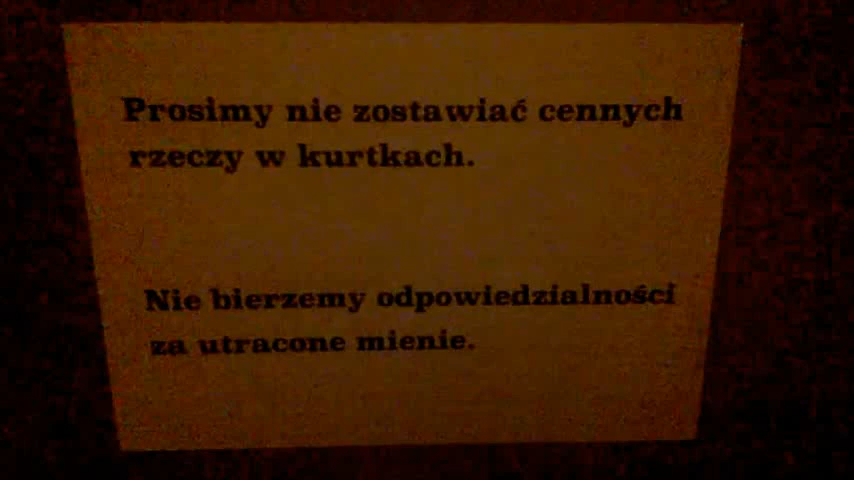 Prosimy nie zostawiać cennych
rzeczy w kurtkach.
Nie bierzemy odpowiedzialności
za utracone mienie.